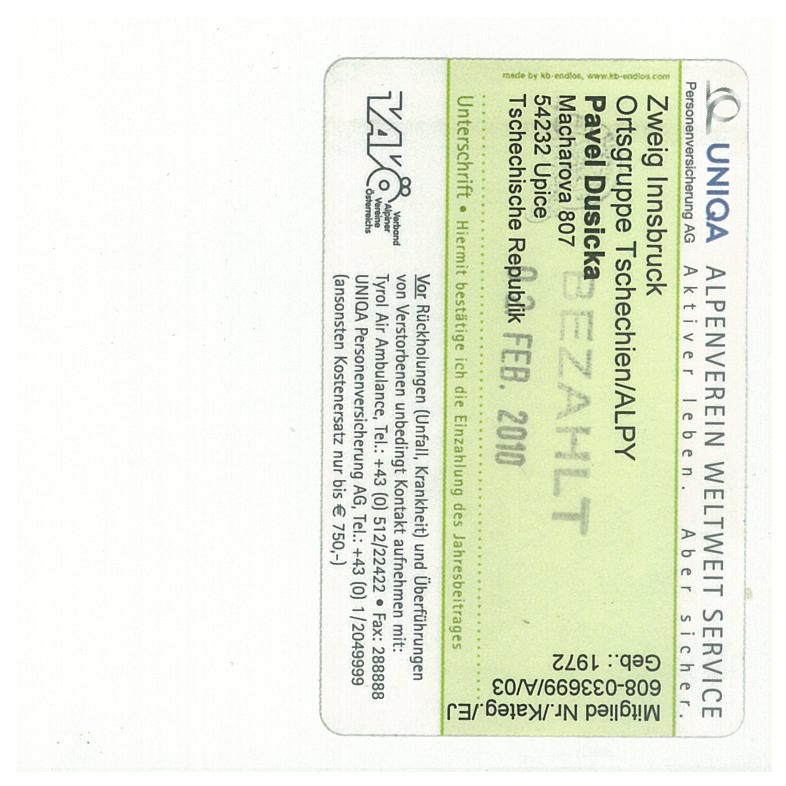 UNIQA ALPENVEREIN WELTWEIT SERVICE
Personenversicherung AG Aktiver leben. Aber sicher.
Zweig Innsbruck
Ortsgruppe Tschechien/ALPY
Pavel Dusicka
Macharova 807
54232 Upice
Tschechische Republik
Mitglied Nr./Kateg./EJ
608-033699/A/03
Geb.: 1972
BEZAHLT
FEB. 2010
made by kb-endlos, www.kb-endlos.com
Unterschrift • Hiermit bestätige ich die Einzahlung des Jahresbeitrages
VAVÖ
Verband
Alpiner
Vereine
Österreichs
Vor Rückholungen (Unfall, Krankheit) und Überführungen
von Verstorbenen unbedingt Kontakt aufnehmen mit:
Tyrol Air Ambulance, Tel.: +43 (0) 512/22422 • Fax: 288888
UNIQA Personenversicherung AG, Tel.: +43 (0) 1/2049999
(ansonsten Kostenersatz nur bis € 750,-)